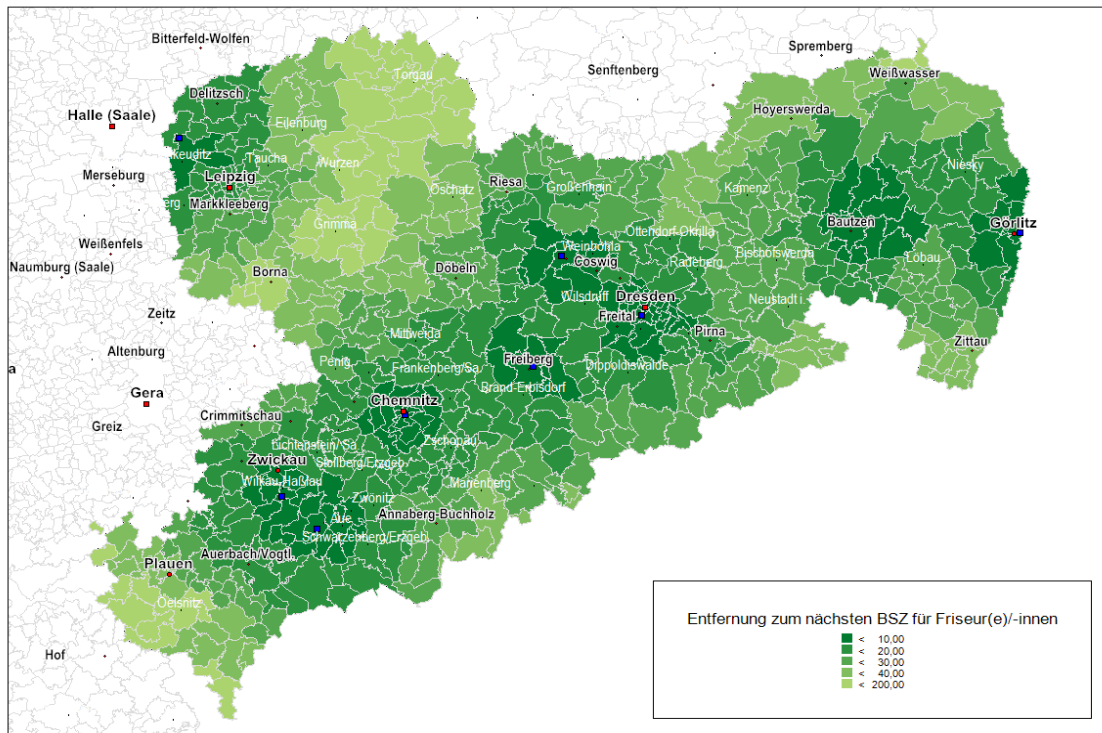 Bitterfeld-Wolfen
Spremberg
Senftenberg
Weißwasser
Torgau
Delitzsch
Halle (Saale)
Hoyerswerda
Eilenburg
keuditz
Taucha
Wurzen
Niesky
Merseburg
Leipzig
Riesa
Großenhain
Kamenz
Oschatz
erg
Markkleeberg
Grimma
Bautzen
Görlitz
Weißenfels
Ottendorf-Okrilla
Weinböhla
Bischofswerda
Löbau
Naumburg (Saale)
Borna
Döbeln
Coswig
Radeberg
Wilsdruff
Dresden
Neustadt i.
Zeitz
Freital
Pirna
Mittweida
Zittau
Altenburg
Penig
Freiberg
Frankenberg/Sa.
Dippoldiswalde
a
Brand-Erbisdorf
Gera
Chemnitz
Crimmitschau
Greiz
Lichtenstein/Sa.
Zschopau
Zwickau
Stollberg/Erzgeb.
Wilkau-Haßlau
Marienberg
Zwönitz
Annaberg-Buchholz
Aue
Schwarzenberg/Erzgeb.
Auerbach/Vogtl.
Plauen
Oelsnitz
Hof
Entfernung zum nächsten BSZ für Friseur(e)/-innen
< 10,00
< 20,00
< 30,00
< 40,00
< 200,00